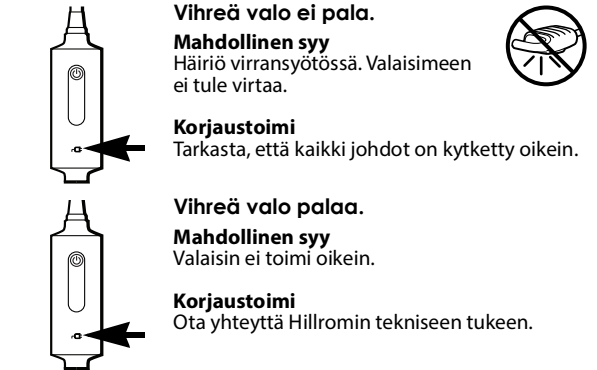 Vihreä valo ei pala.
Mahdollinen syy
Häiriö virransyötössä. Valaisimeen
ei tule virtaa.
Korjaustoimi
Tarkasta, että kaikki johdot on kytketty oikein.
Vihreä valo palaa.
Mahdollinen syy
Valaisin ei toimi oikein.
Korjaustoimi
Ota yhteyttä Hillromin tekniseen tukeen.